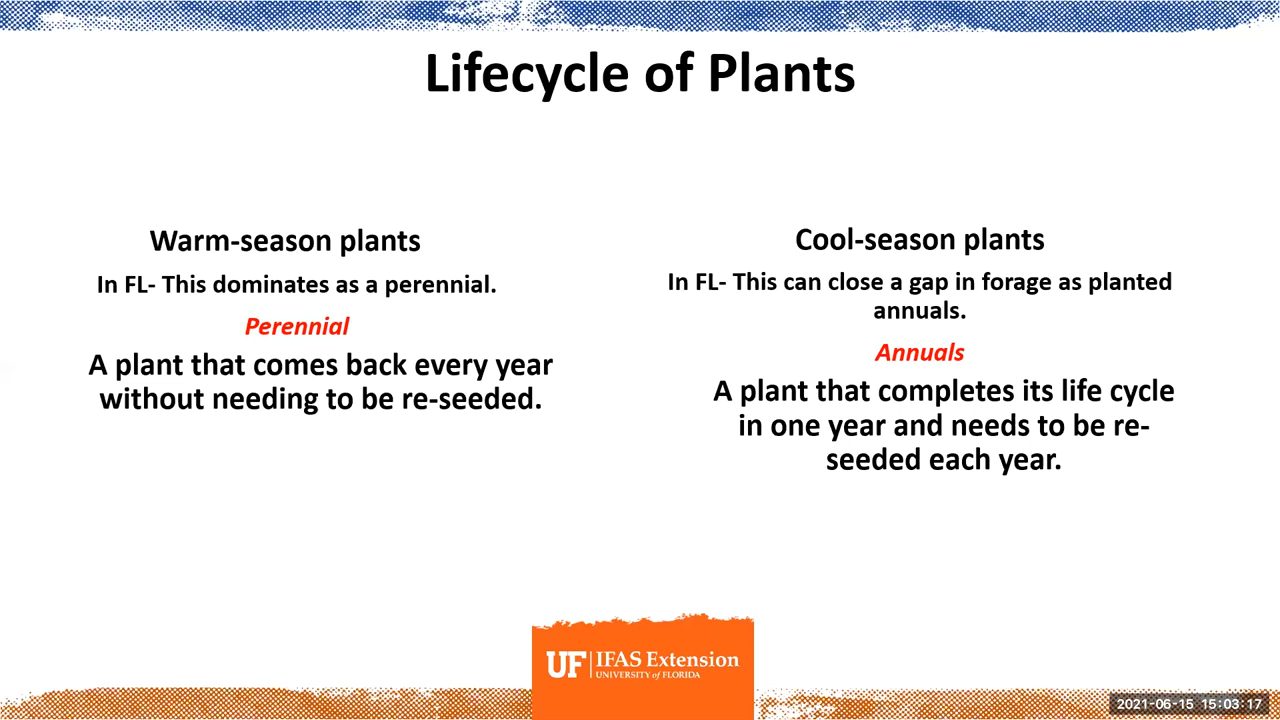 Lifecycle of Plants
Warm-season plants
In FL- This dominates as a perennial.
Perennial
A plant that comes back every year
without needing to be re-seeded.
Cool-season plants
In FL- This can close a gap in forage as planted
annuals.
Annuals
A plant that completes its life cycle
in one year and needs to be re-
seeded each year.
UF IFAS Extension
UNIVERSITY of FLORIDA
2021-06-15 15:03:17